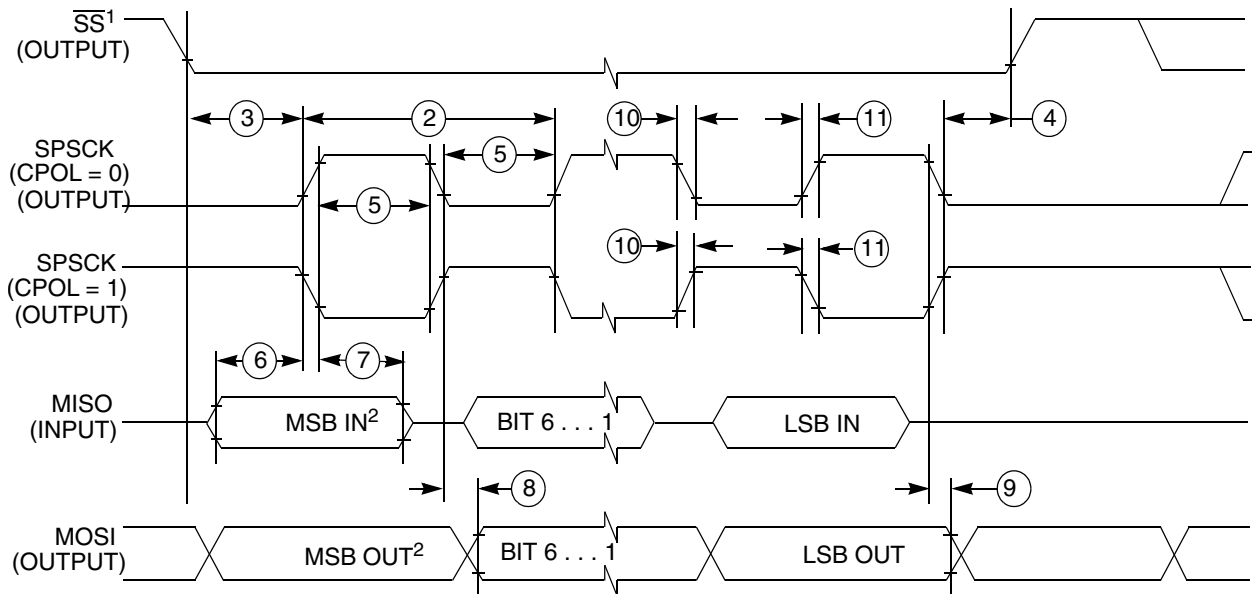 SS¹
(OUTPUT)
3
2
10
11
4
SPSCK
(CPOL = 0)
(OUTPUT)
5
5
SPSCK
(CPOL = 1)
(OUTPUT)
10
11
6
7
MISO
(INPUT)
MSB IN²
BIT 6 . . . 1
LSB IN
8
9
MOSI
(OUTPUT)
MSB OUT²
BIT 6 . . . 1
LSB OUT